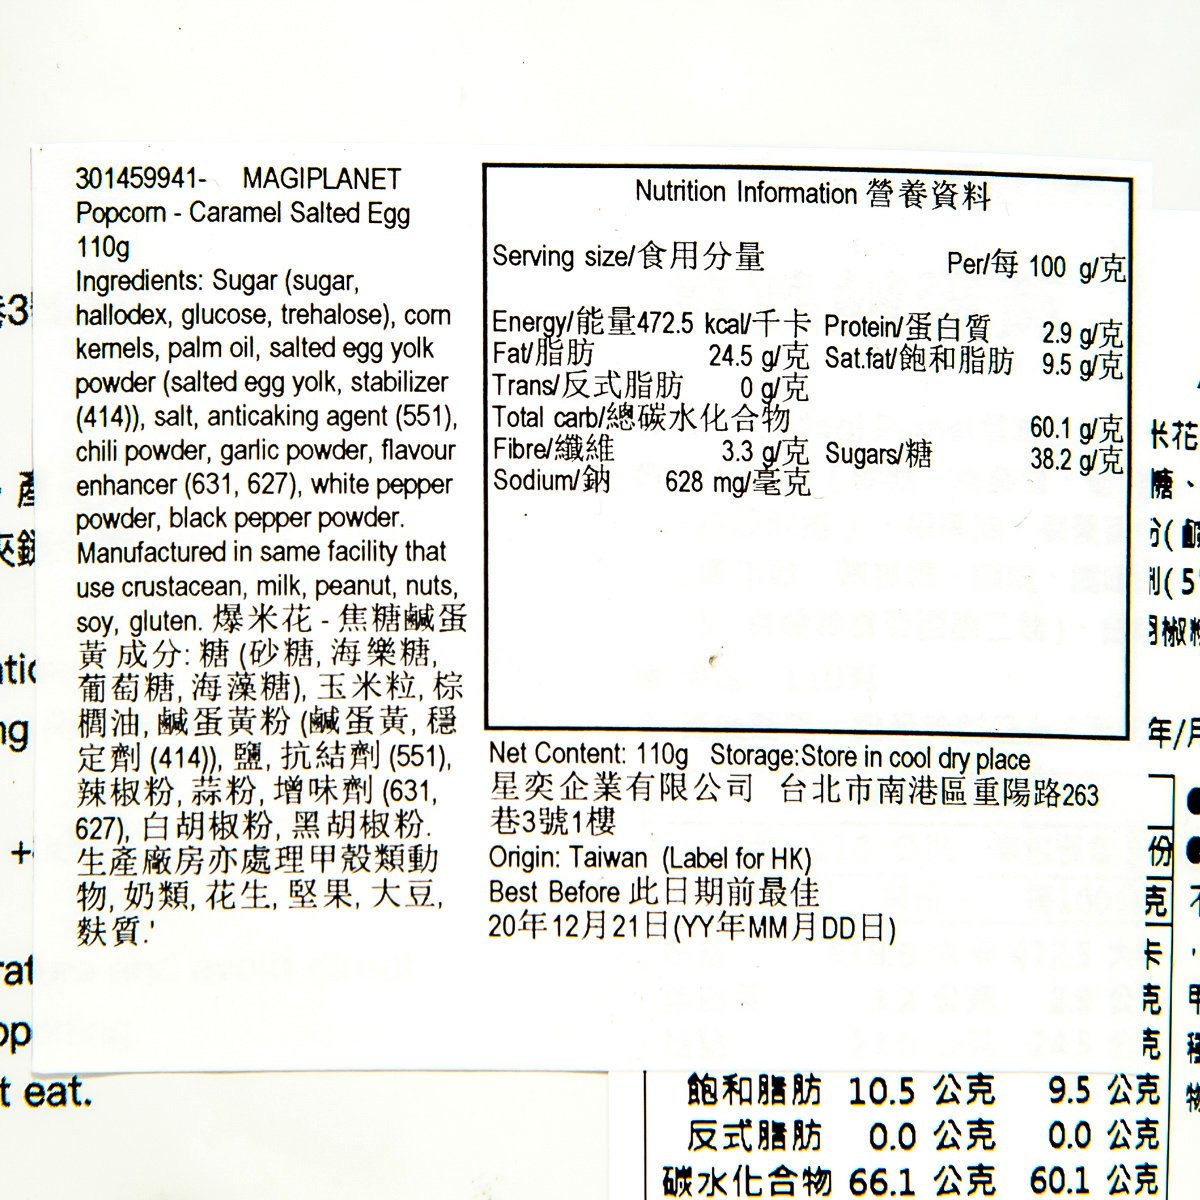 301459941- MAGIPLANET
Popcorn - Caramel Salted Egg
110g
Ingredients: Sugar (sugar,
hallodex, glucose, trehalose), corn
kernels, palm oil, salted egg yolk
powder (salted egg yolk, stabilizer
(414)), salt, anticaking agent (551),
chili powder, garlic powder, flavour
enhancer (631, 627), white pepper
powder, black pepper powder.
Manufactured in same facility that
use crustacean, milk, peanut, nuts,
soy, gluten. 爆米花 - 焦糖鹹蛋
黃 成分: 糖 (砂糖, 海樂糖,
葡萄糖, 海藻糖), 玉米粒, 棕
櫚油, 鹹蛋黃粉 (鹹蛋黃, 穩
定劑 (414)), 鹽, 抗結劑 (551),
辣椒粉, 蒜粉, 增味劑 (631,
627), 白胡椒粉, 黑胡椒粉.
生產廠房亦處理甲殼類動
物, 奶類, 花生, 堅果, 大豆,
麩質.'
Nutrition Information 營養資料
Serving size/食用分量 Per/每 100 g/克
Energy/能量472.5 kcal/千卡 Protein/蛋白質 2.9 g/克
Fat/脂肪 24.5 g/克 Sat.fat/飽和脂肪 9.5 g/克
Trans/反式脂肪 0 g/克
Total carb/總碳水化合物 60.1 g/克
Fibre/纖維 3.3 g/克 Sugars/糖 38.2 g/克
Sodium/鈉 628 mg/毫克
Net Content: 110g Storage:Store in cool dry place
星奕企業有限公司 台北市南港區重陽路263
巷3號1樓
Origin: Taiwan (Label for HK)
Best Before 此日期前最佳
20年12月21日(YY年MM月DD日)
t eat.
飽和脂肪 10.5 公克 9.5 公克
反式脂肪 0.0 公克 0.0 公克
碳水化合物 66.1 公克 60.1 公克